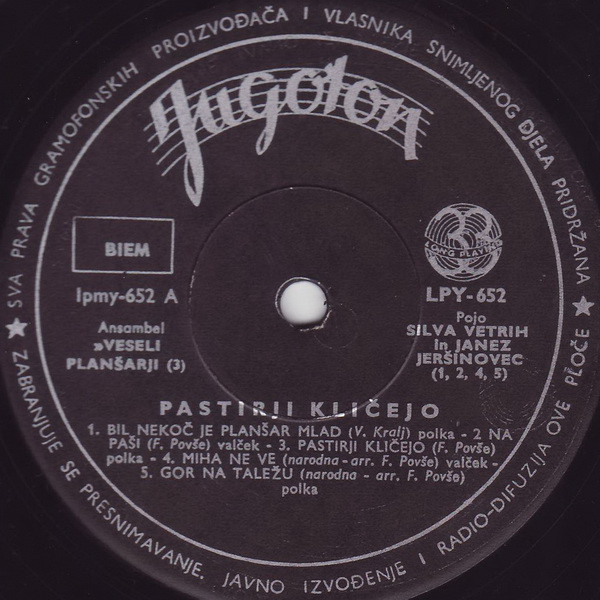 SVA PRAVA GRAMOFONSKIH PROIZVOĐAČA I VLASNIKA SNIMLJENOG DJELA PRIDRŽANA
Jugoton
BIEM
lpmy-652 A
Ansambel
»VESELI
PLANŠARJI (3)
33
LONG PLAYING
LPY-652
Pojo
SILVA VETRIH
in JANEZ
JERŠINOVEC
(1, 2, 4, 5)
PASTIRJI KLIČEJO
1. BIL NEKOČ JE PLANŠAR MLAD (V. Kralj) polka - 2 NA
PAŠI (F. Povše) valček - 3. PASTIRJI KLIČEJO (F. Povše)
polka - 4. MIHA NE VE (narodna - arr. F. Povše) valček -
5. GOR NA TALEŽU (narodna - arr. F. Povše)
polka
ZABRANJUJE SE PRESNIMAVANJE, JAVNO IZVOĐENJE I RADIO-DIFUZIJA OVE PLOČE